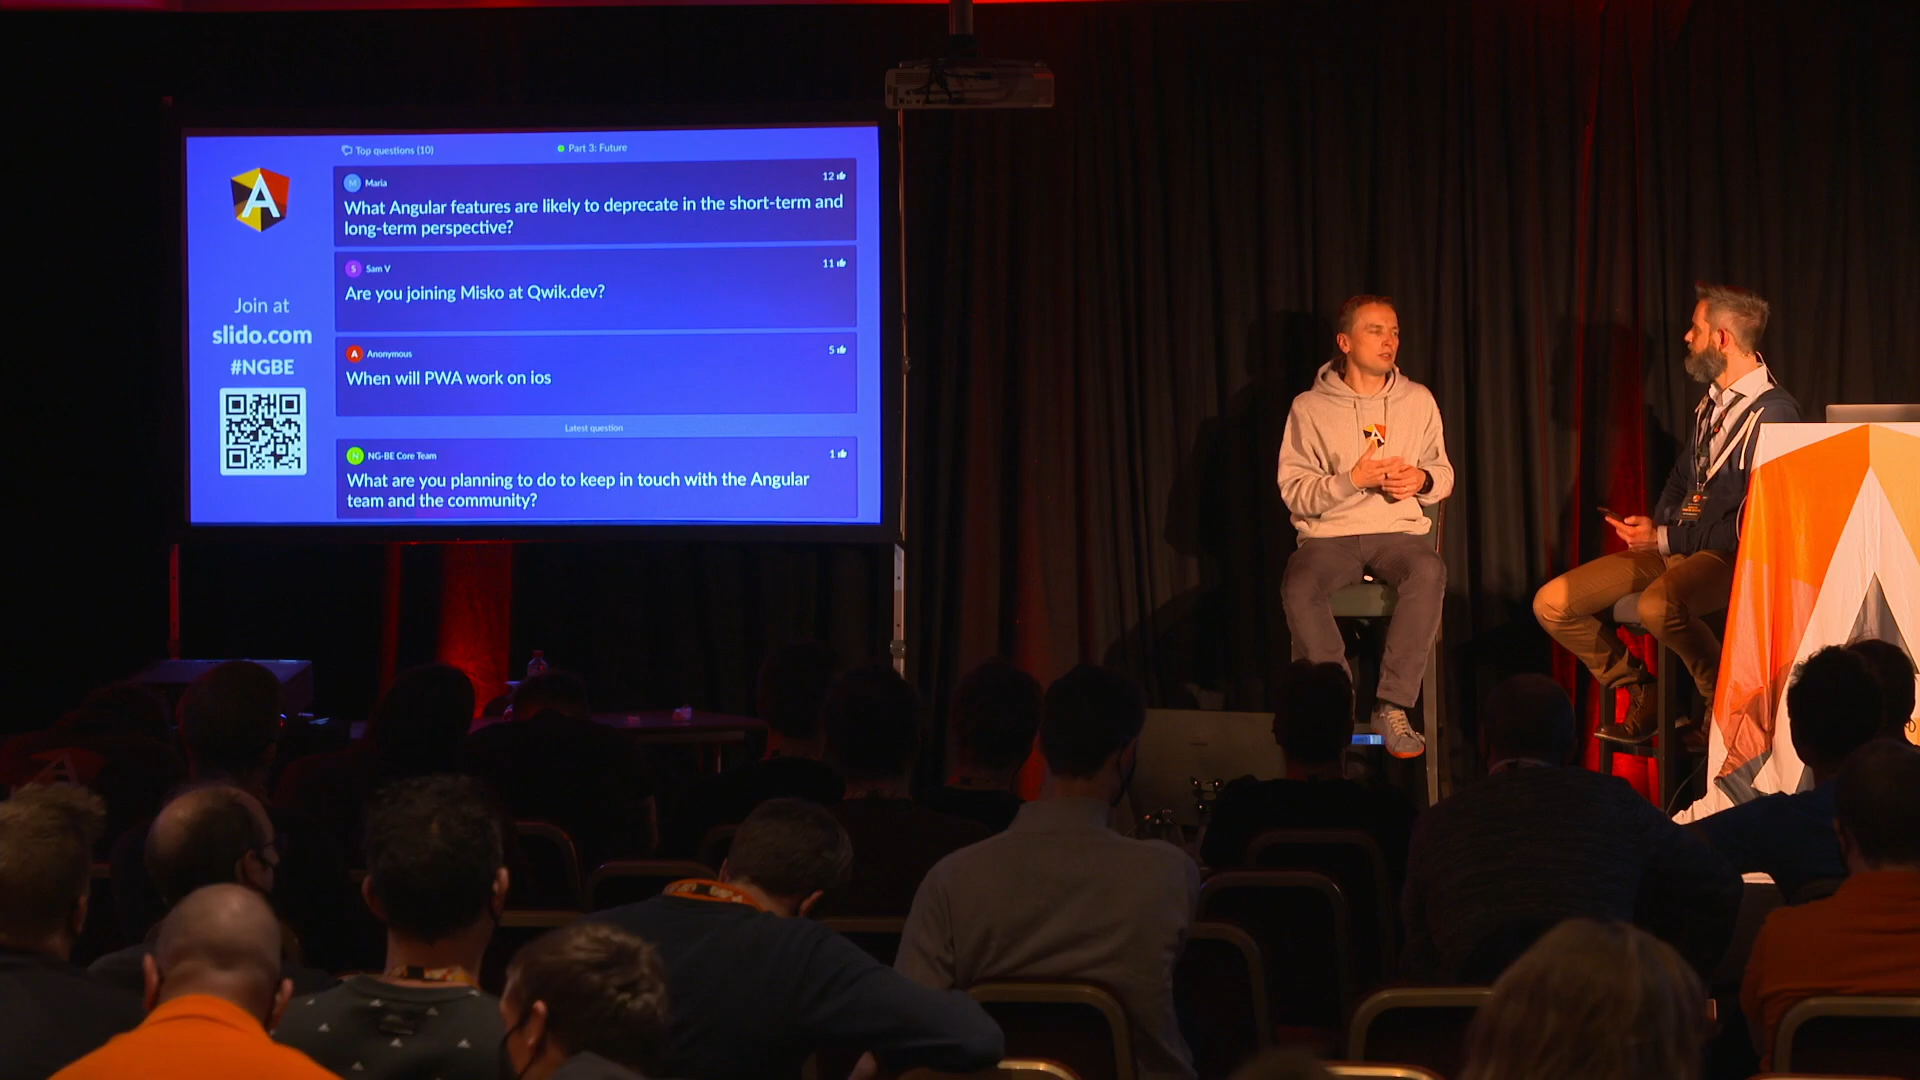 Top questions (10)
Part 3: Future
M Maria
12
What Angular features are likely to deprecate in the short-term and
long-term perspective?
S Sam V
11
Are you joining Misko at Qwik.dev?
A Anonymous
5
When will PWA work on ios
Latest question
N NG-BE Core Team
1
What are you planning to do to keep in touch with the Angular
team and the community?
A
Join at
slido.com
#NGBE
A